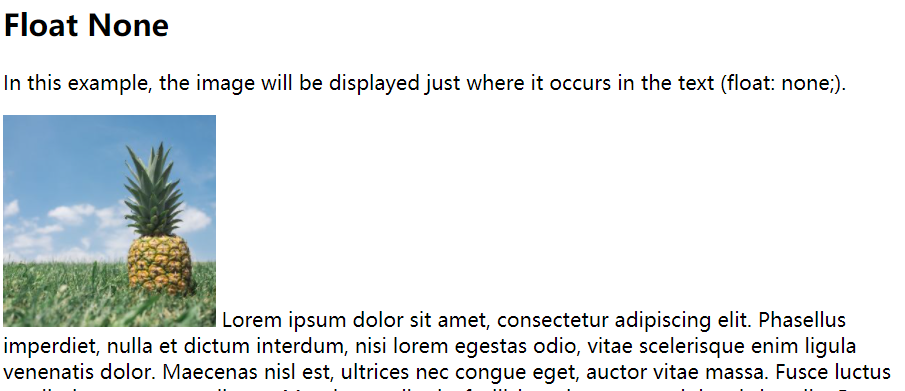 Float None
In this example, the image will be displayed just where it occurs in the text (float: none;).
Lorem ipsum dolor sit amet, consectetur adipiscing elit. Phasellus
imperdiet, nulla et dictum interdum, nisi lorem egestas odio, vitae scelerisque enim ligula
venenatis dolor. Maecenas nisl est, ultrices nec congue eget, auctor vitae massa. Fusce luctus